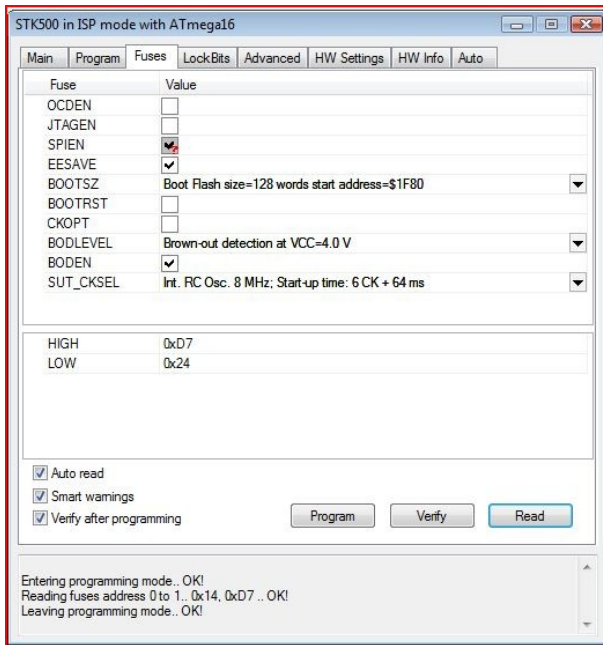 STK500 in ISP mode with ATmega16
Main Program Fuses LockBits Advanced HW Settings HW Info Auto
Fuse Value
OCDEN
JTAGEN
SPIEN
EESAVE
BOOTSZ Boot Flash size=128 words start address=$1F80
BOOTRST
CKOPT
BODLEVEL Brown-out detection at VCC=4.0 V
BODEN
SUT_CKSEL Int. RC Osc. 8 MHz; Start-up time: 6 CK + 64 ms
HIGH 0xD7
LOW 0x24
Auto read
Smart warnings
Verify after programming
Program Verify Read
Entering programming mode.. OK!
Reading fuses address 0 to 1.. 0x14, 0xD7 .. OK!
Leaving programming mode.. OK!